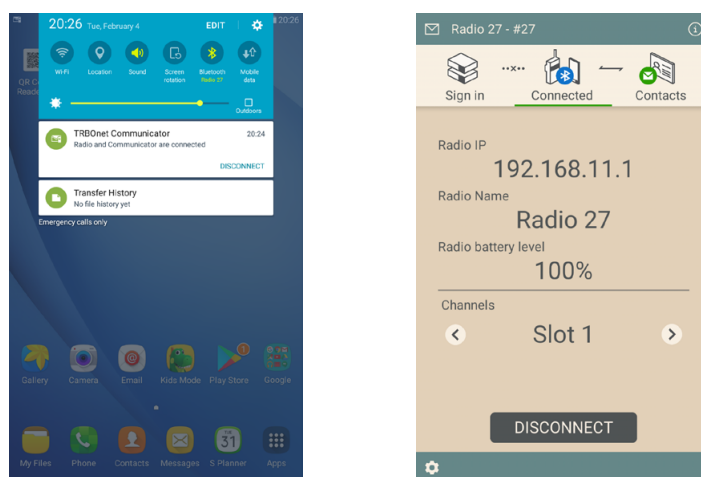 20:26 Tue, February 4 EDIT
20:26
QR Co
Reade
Wi-Fi Location Sound Screen rotation Bluetooth Radio 27 Mobile data
Outdoors
TRBOnet Communicator 20:24
Radio and Communicator are connected
DISCONNECT
Transfer History
No file history yet
Emergency calls only
1
Gallery Camera Email Kids Mode Play Store Google
31
My Files Phone Contacts Messages S Planner Apps
Radio 27 - #27
Sign in Connected Contacts
Radio IP
192.168.11.1
Radio Name
Radio 27
Radio battery level
100%
Channels
Slot 1
DISCONNECT